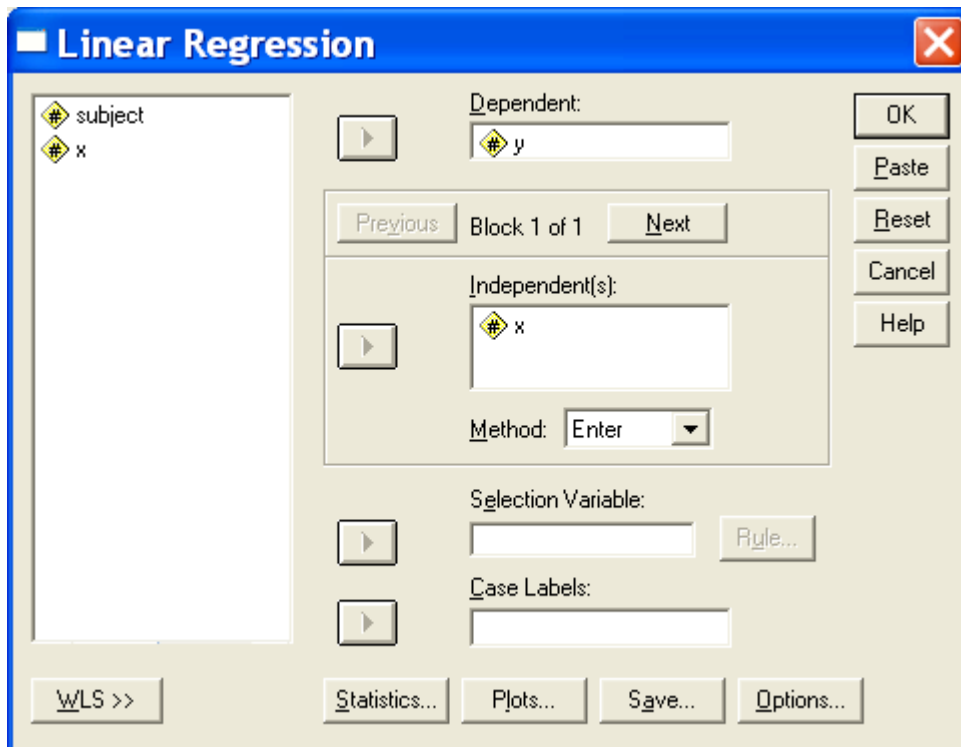 Linear Regression
subject
x
Dependent:
y
Previous
Block 1 of 1
Next
Independent(s):
x
Method:
Enter
Selection Variable:
Rule...
Case Labels:
OK
Paste
Reset
Cancel
Help
WLS >>
Statistics...
Plots...
Save...
Options...